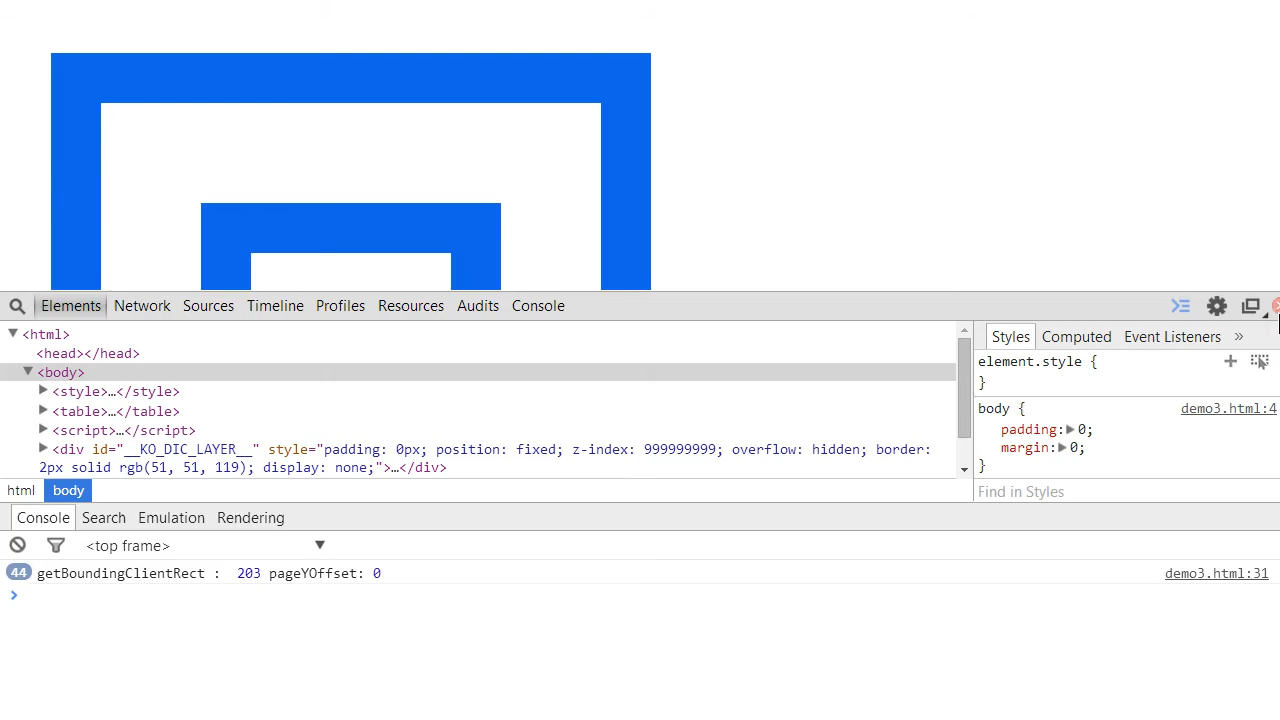 Elements Network Sources Timeline Profiles Resources Audits Console
<html>
<head></head>
<body>
<style>…</style>
<table>…</table>
<script>…</script>
<div id="__KO_DIC_LAYER__" style="padding: 0px; position: fixed; z-index: 999999999; overflow: hidden; border:
2px solid rgb(51, 51, 119); display: none;">…</div>
html body
Styles Computed Event Listeners »
element.style {
}
body { demo3.html:4
padding: 0;
margin: 0;
}
Find in Styles
Console Search Emulation Rendering
<top frame>
44 getBoundingClientRect : 203 pageYOffset: 0 demo3.html:31